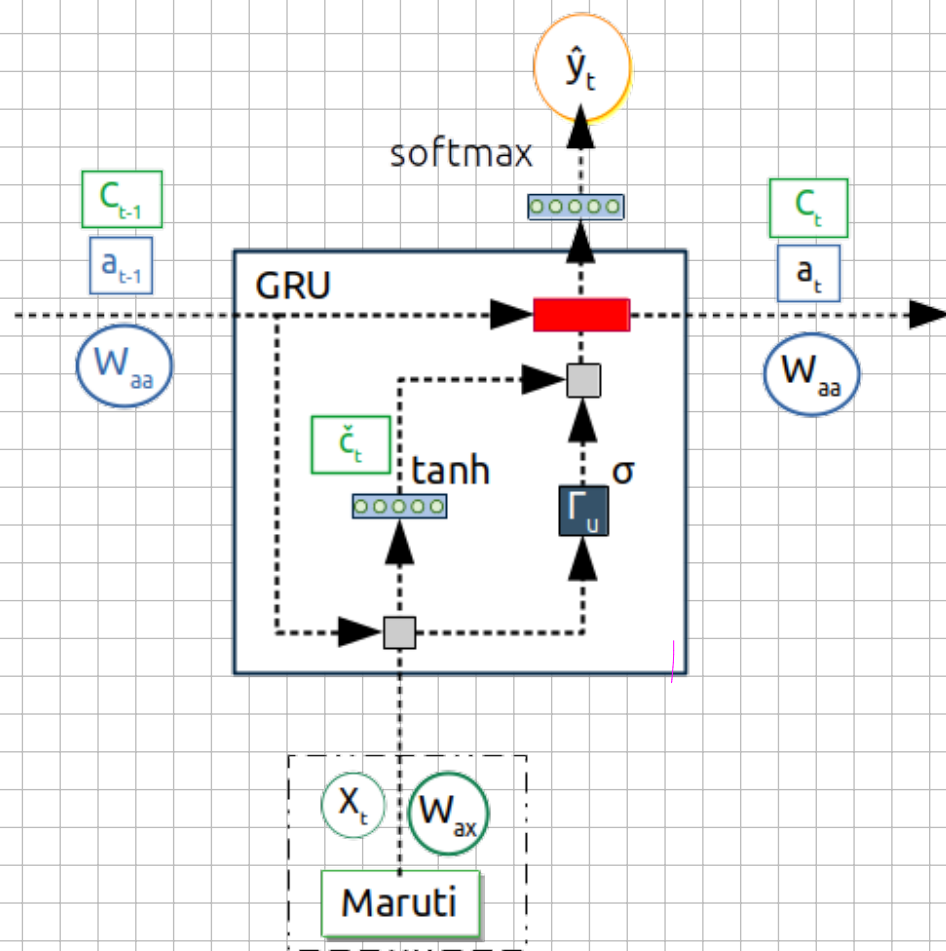 ŷt
softmax
Ct-1
Ct
at-1
at
GRU
Waa
Waa
čt
tanh
σ
Γu
Xt
Wax
Maruti